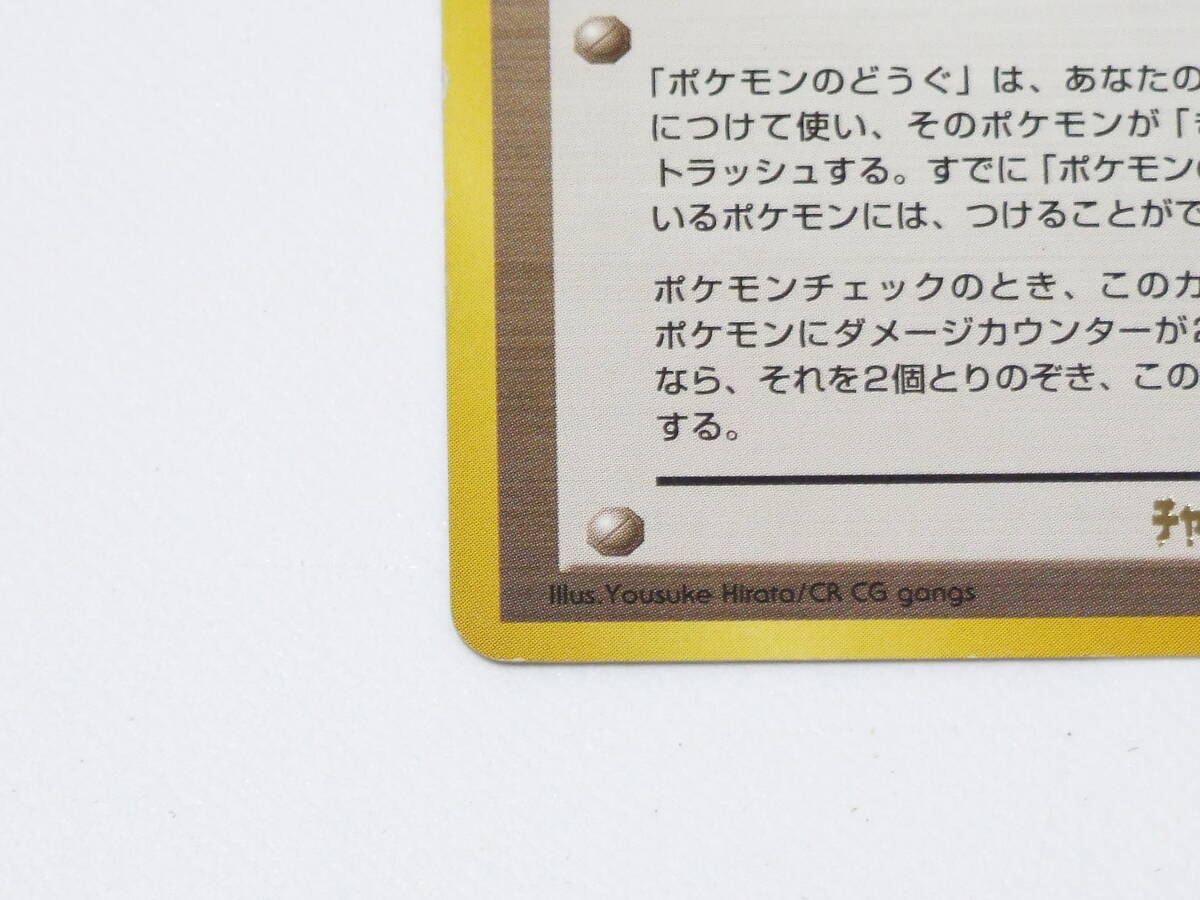 「ポケモンのどうぐ」は、あなたの
につけて使い、そのポケモンが「
トラッシュする。すでに「ポケモン
いるポケモンには、つけることがで
ポケモンチェックのとき、このカ
ポケモンにダメージカウンターが2
なら、それを2個とりのぞき、この
する。
チャ
Illus.Yousuke Hirata/CR CG gangs